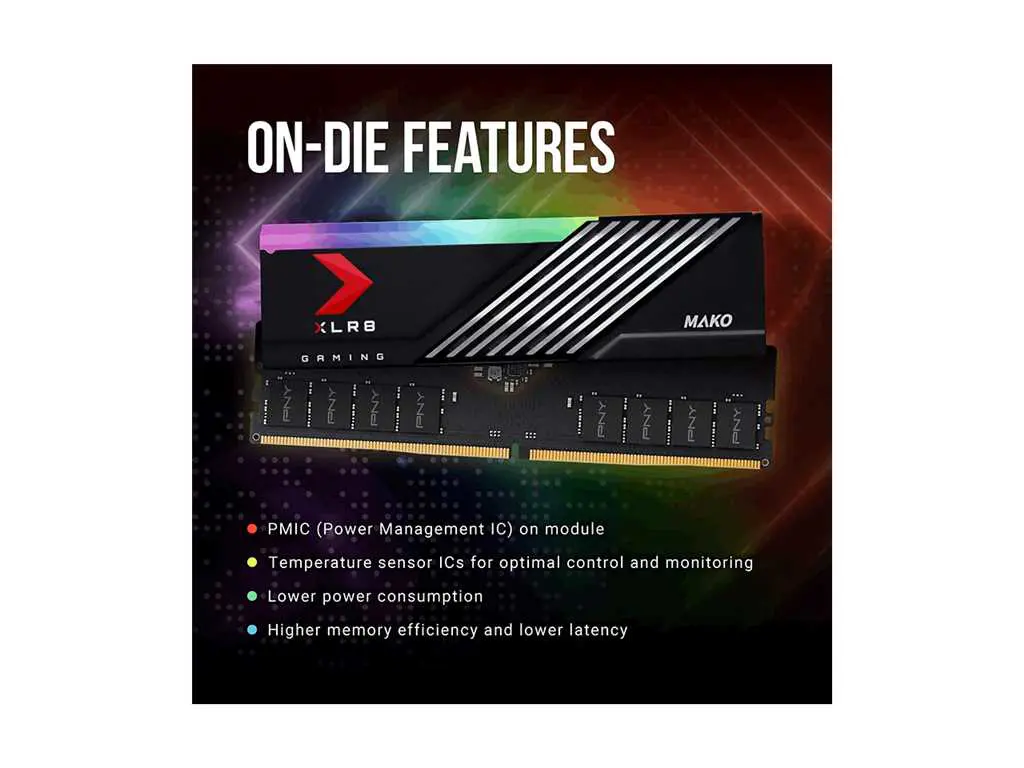 ON-DIE FEATURES
XLR8
GAMING
MAKO
PNY PNY PNY PNY PNY PNY PNY PNY
PMIC (Power Management IC) on module
Temperature sensor ICs for optimal control and monitoring
Lower power consumption
Higher memory efficiency and lower latency